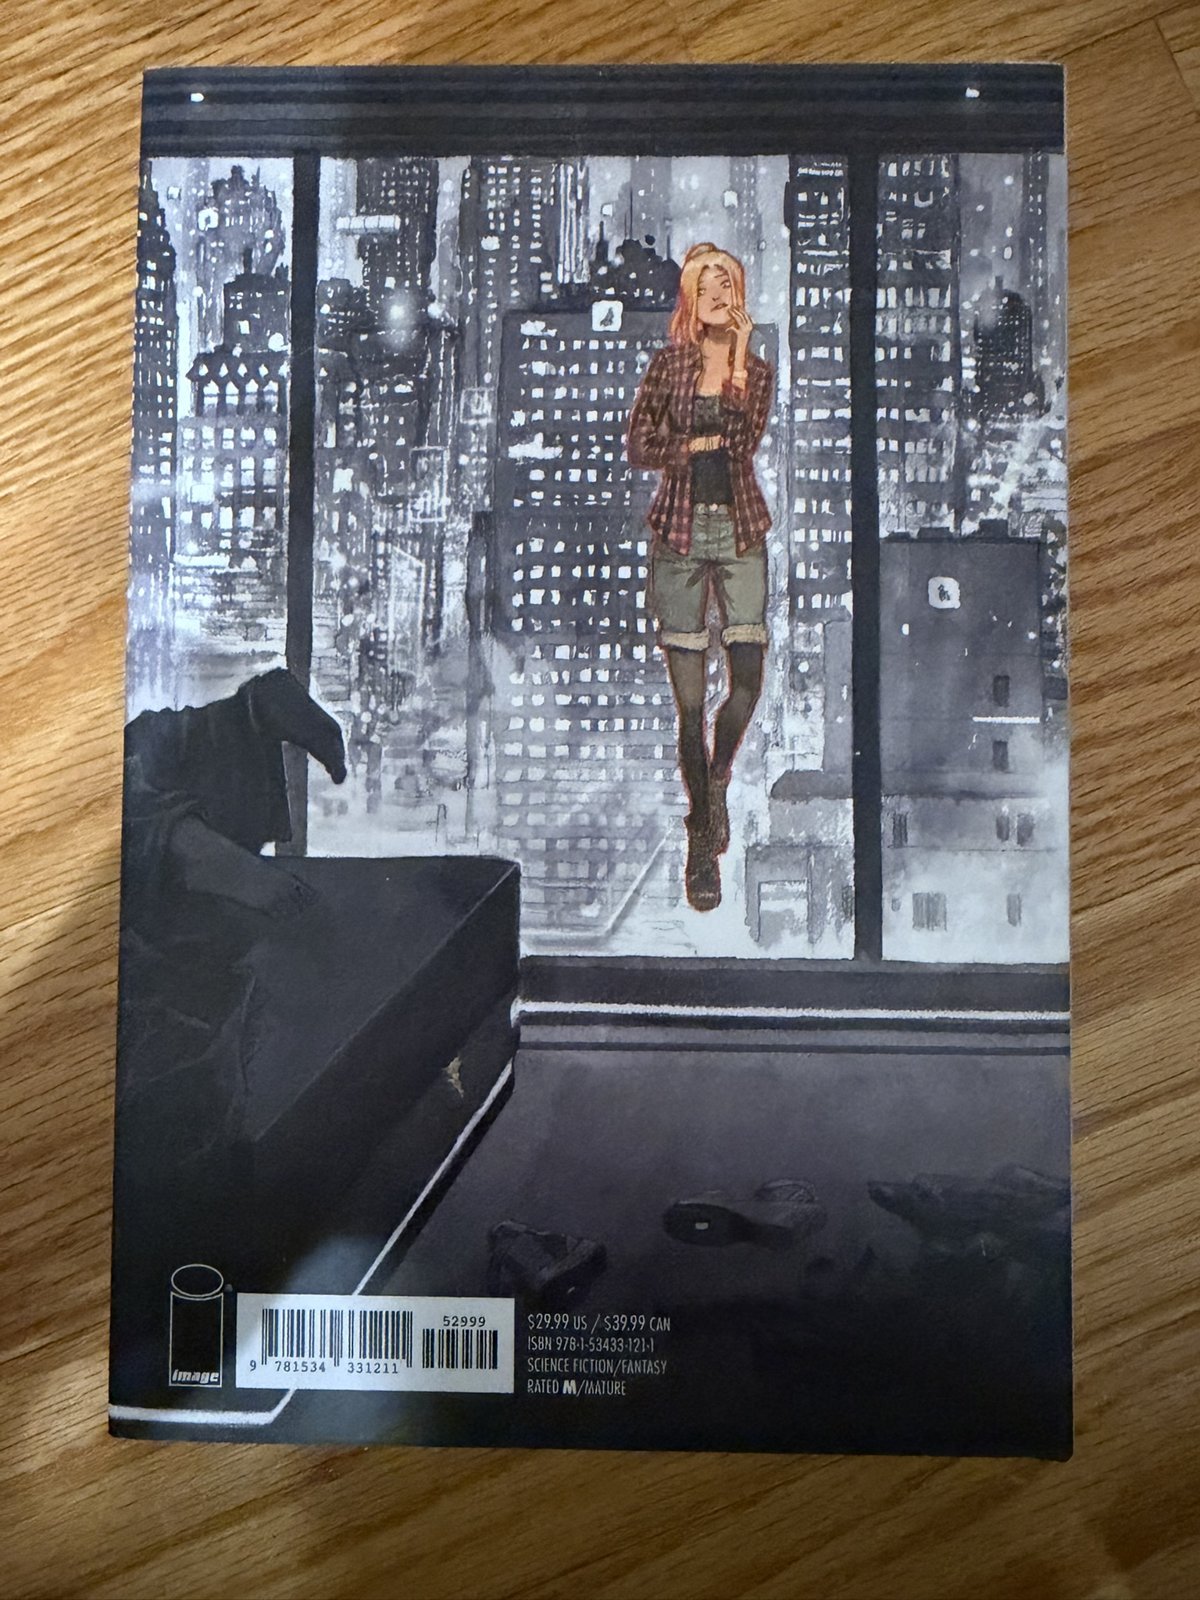 image
52999
9 781534 331211
$29.99 US / $39.99 CAN
ISBN 978-1-53433-121-1
SCIENCE FICTION/FANTASY
RATED M/MATURE